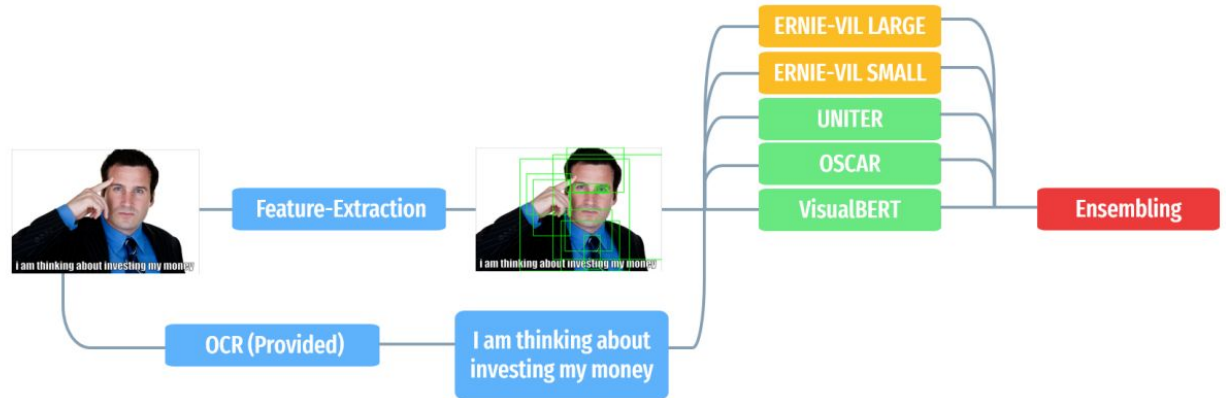 ERNIE-VIL LARGE
ERNIE-VIL SMALL
UNITER
OSCAR
VisualBERT
Feature-Extraction
Ensembling
i am thinking about investing my money
i am thinking about investing my money
OCR (Provided)
I am thinking about
investing my money